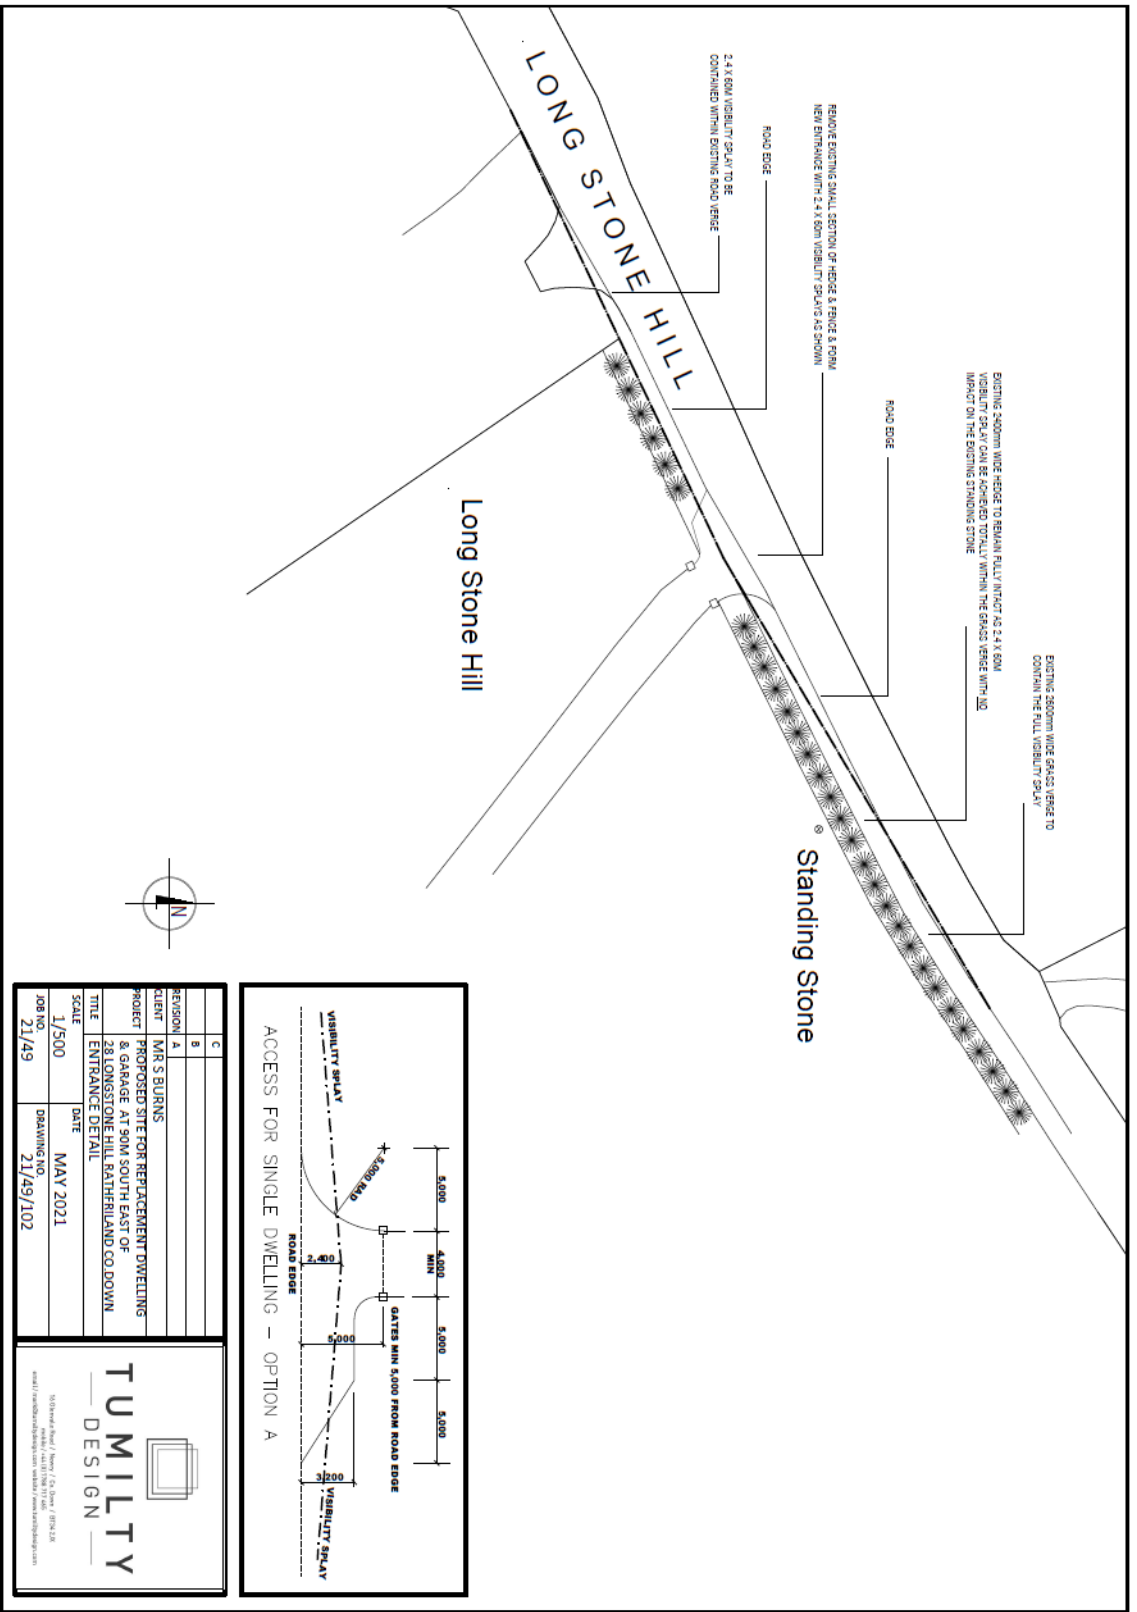 LONG STONE HILL
2.4 X 60M VISIBILITY SPLAY TO BE
CONTAINED WITHIN EXISTING ROAD VERGE
ROAD EDGE
REMOVE EXISTING SMALL SECTION OF HEDGE & FENCE & FORM
NEW ENTRANCE WITH 2.4 X 60m VISIBILITY SPLAYS AS SHOWN
ROAD EDGE
EXISTING 2400mm WIDE HEDGE TO REMAIN FULLY INTACT AS 2.4 X 60M
VISIBILITY SPLAY CAN BE ACHIEVED TOTALLY WITHIN THE GRASS VERGE WITH NO
IMPACT ON THE EXISTING STANDING STONE
EXISTING 2600mm WIDE GRASS VERGE TO
CONTAIN THE FULL VISIBILITY SPLAY
Long Stone Hill
Standing Stone
N
5,000
4,000
MIN
5,000
5,000
GATES MIN 5,000 FROM ROAD EDGE
5,000 RAD
VISIBILITY SPLAY
2,400
5,000
3,200
VISIBILITY SPLAY
ROAD EDGE
ACCESS FOR SINGLE DWELLING – OPTION A
C
B
REVISION A
CLIENT MR S BURNS
PROJECT PROPOSED SITE FOR REPLACEMENT DWELLING
& GARAGE AT 90M SOUTH EAST OF
28 LONGSTONE HILL RATHFRILAND CO.DOWN
TITLE ENTRANCE DETAIL
SCALE 1/500
DATE MAY 2021
JOB NO. 21/49
DRAWING NO. 21/49/102
TUMILTY
DESIGN